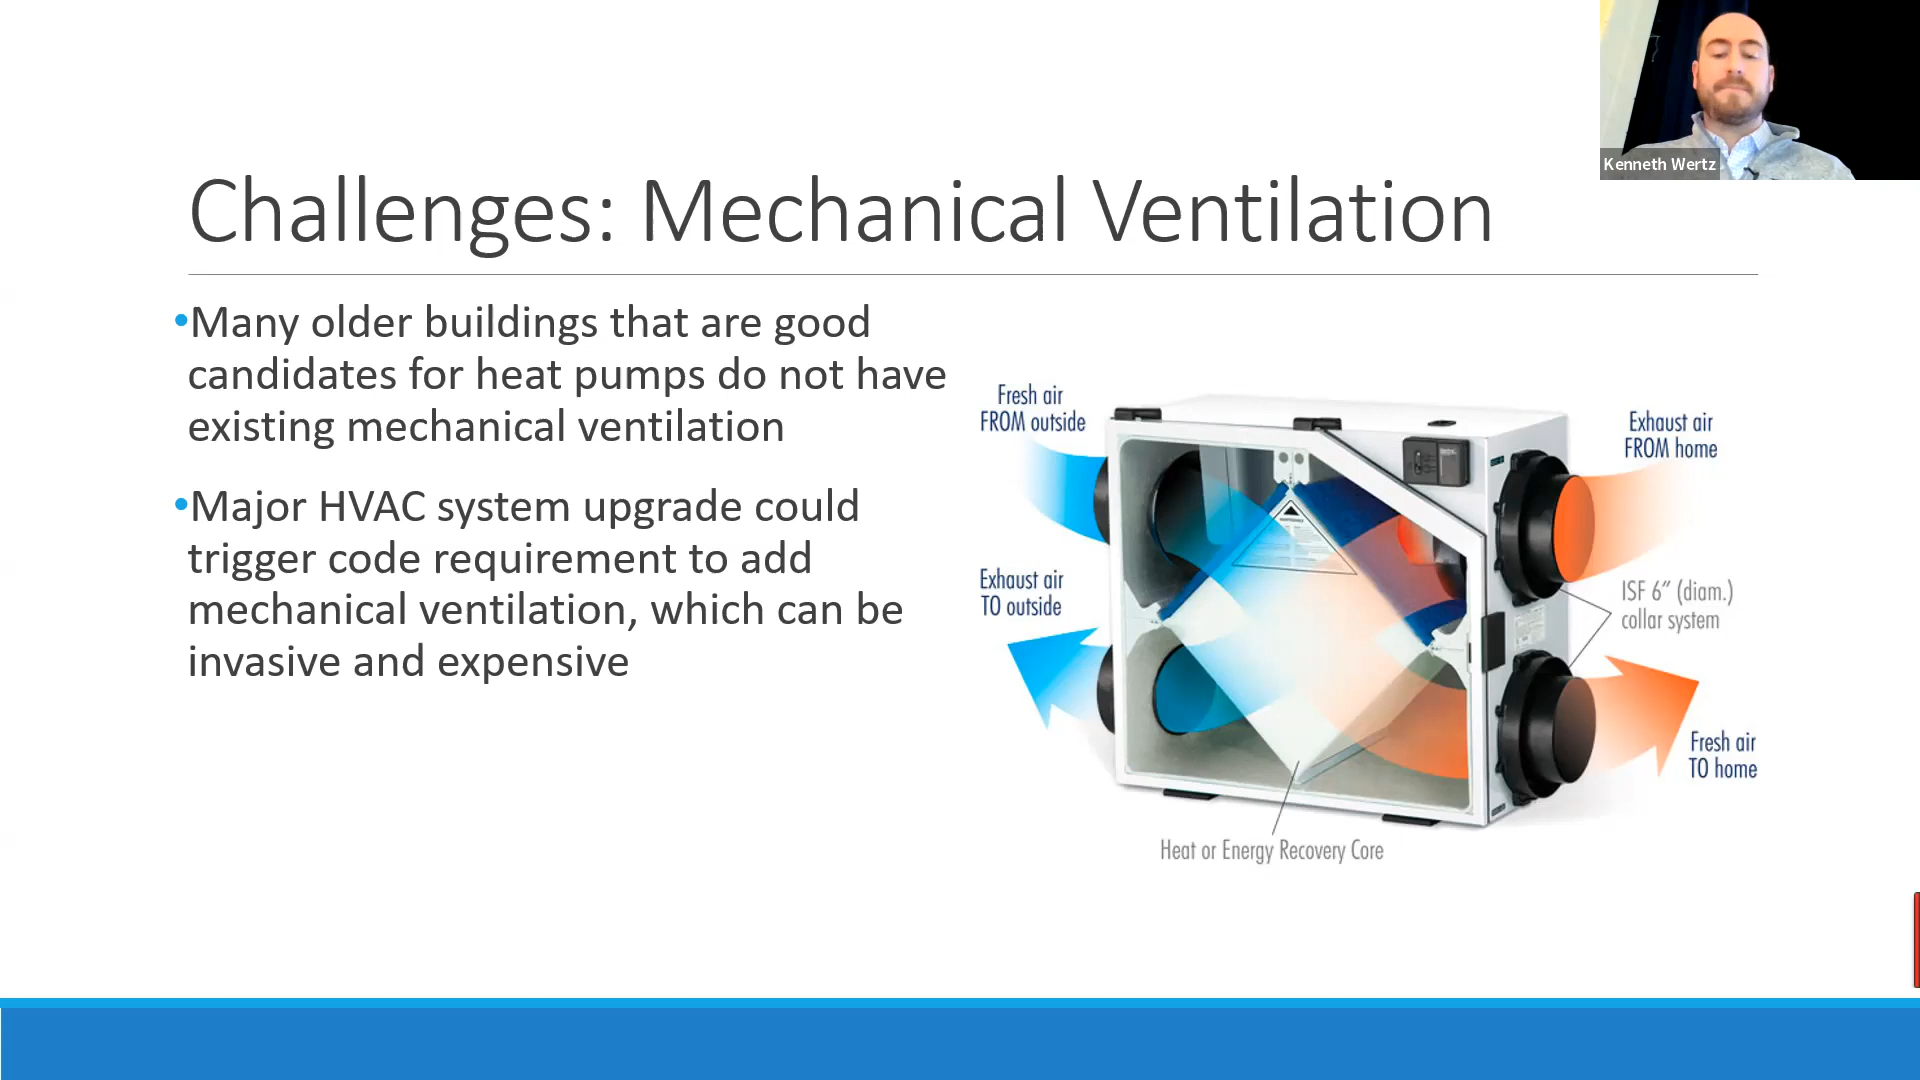 Kenneth Wertz
Challenges: Mechanical Ventilation
•Many older buildings that are good
candidates for heat pumps do not have
existing mechanical ventilation
•Major HVAC system upgrade could
trigger code requirement to add
mechanical ventilation, which can be
invasive and expensive
Fresh air
FROM outside
Exhaust air
FROM home
Exhaust air
TO outside
ISF 6” (diam.)
collar system
Fresh air
TO home
Heat or Energy Recovery Core